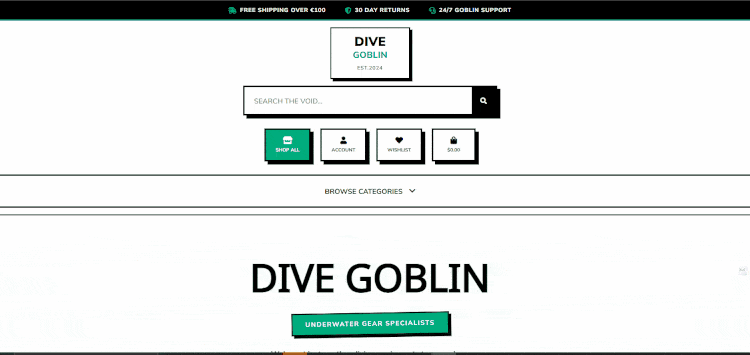 FREE SHIPPING OVER €100 30 DAY RETURNS 24/7 GOBLIN SUPPORT
DIVE
GOBLIN
EST.2024
SEARCH THE VOID...
SHOP ALL ACCOUNT WISHLIST $0.00
BROWSE CATEGORIES
DIVE GOBLIN
UNDERWATER GEAR SPECIALISTS